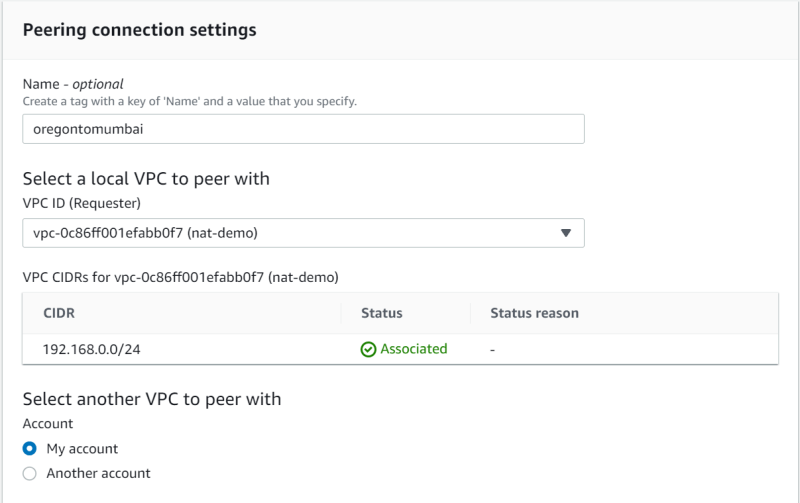 Peering connection settings
Name - optional
Create a tag with a key of 'Name' and a value that you specify.
oregontomumbai
Select a local VPC to peer with
VPC ID (Requester)
vpc-0c86ff001efabb0f7 (nat-demo)
VPC CIDRs for vpc-0c86ff001efabb0f7 (nat-demo)
CIDR Status Status reason
192.168.0.0/24 Associated -
Select another VPC to peer with
Account
My account
Another account